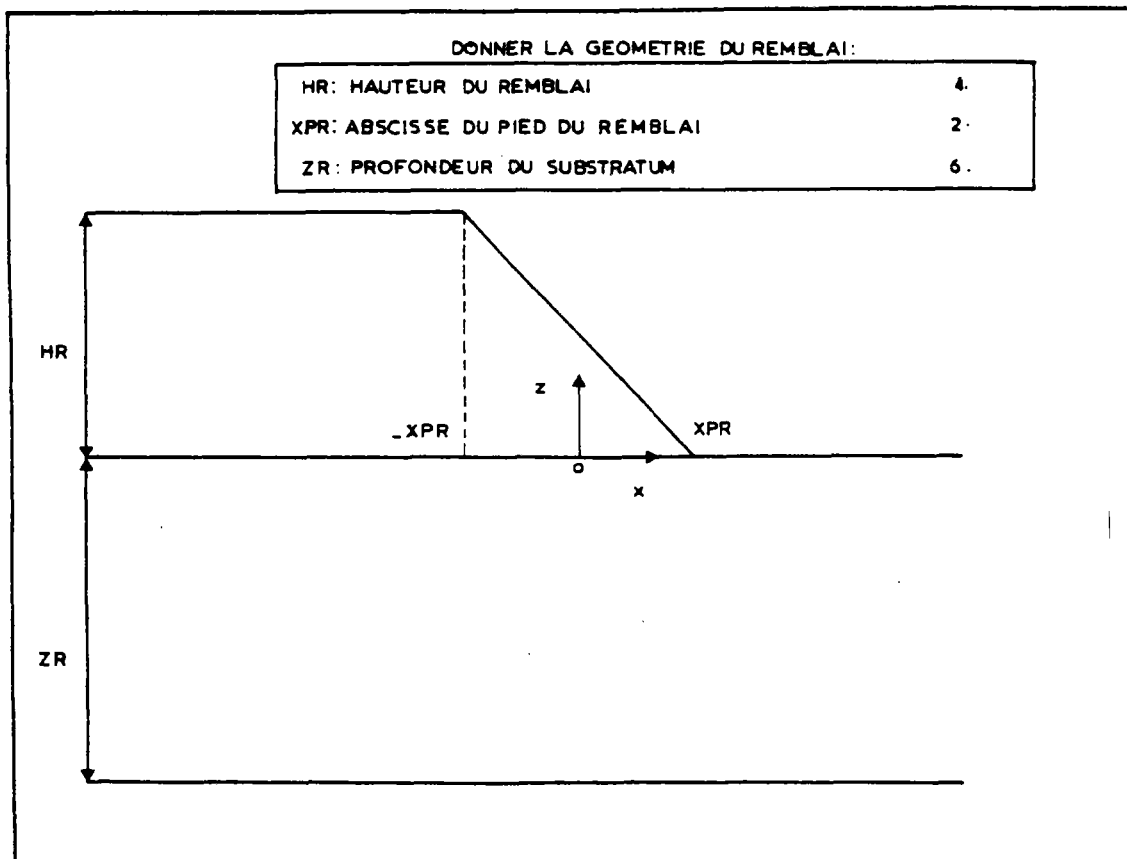 DONNER LA GEOMETRIE DU REMBLAI:
HR: HAUTEUR DU REMBLAI 4.
XPR: ABSCISSE DU PIED DU REMBLAI 2.
ZR: PROFONDEUR DU SUBSTRATUM 6.
HR
Z
_XPR
XPR
O
X
ZR